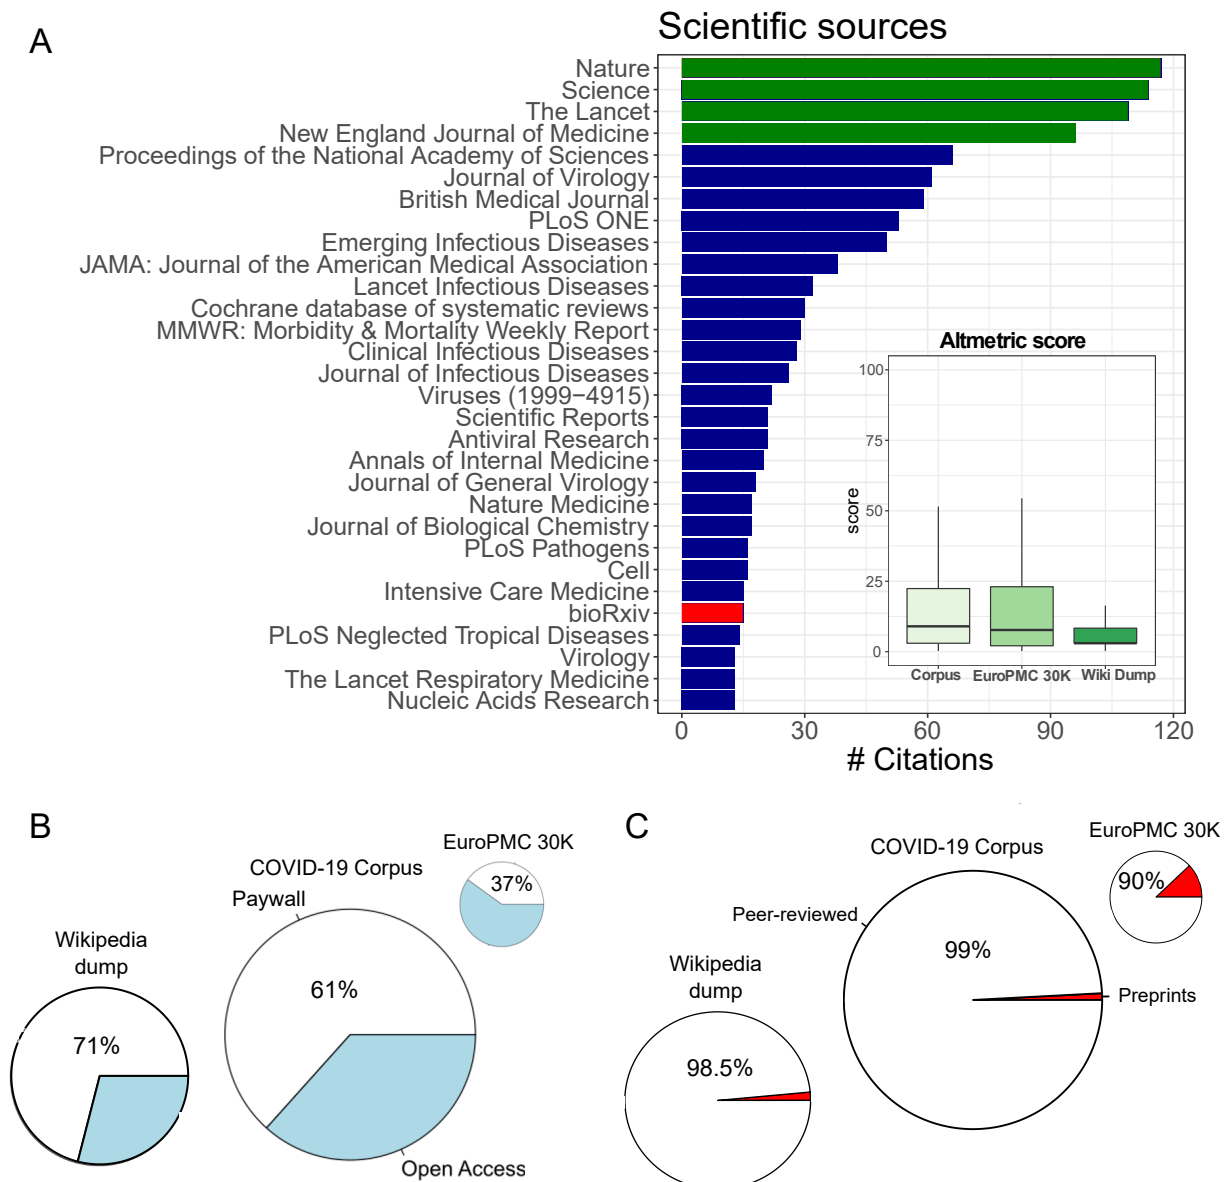 A
Scientific sources
Nature
Science
The Lancet
New England Journal of Medicine
Proceedings of the National Academy of Sciences
Journal of Virology
British Medical Journal
PLoS ONE
Emerging Infectious Diseases
JAMA: Journal of the American Medical Association
Lancet Infectious Diseases
Cochrane database of systematic reviews
MMWR: Morbidity & Mortality Weekly Report
Clinical Infectious Diseases
Journal of Infectious Diseases
Viruses (1999−4915)
Scientific Reports
Antiviral Research
Annals of Internal Medicine
Journal of General Virology
Nature Medicine
Journal of Biological Chemistry
PLoS Pathogens
Cell
Intensive Care Medicine
bioRxiv
PLoS Neglected Tropical Diseases
Virology
The Lancet Respiratory Medicine
Nucleic Acids Research
0 30 60 90 120
# Citations
Altmetric score
score
100
75
50
25
0
Corpus EuroPMC 30K Wiki Dump
B
Wikipedia
dump
71%
COVID-19 Corpus
Paywall
61%
Open Access
EuroPMC 30K
37%
C
Wikipedia
dump
98.5%
COVID-19 Corpus
Peer-reviewed
99%
Preprints
EuroPMC 30K
90%